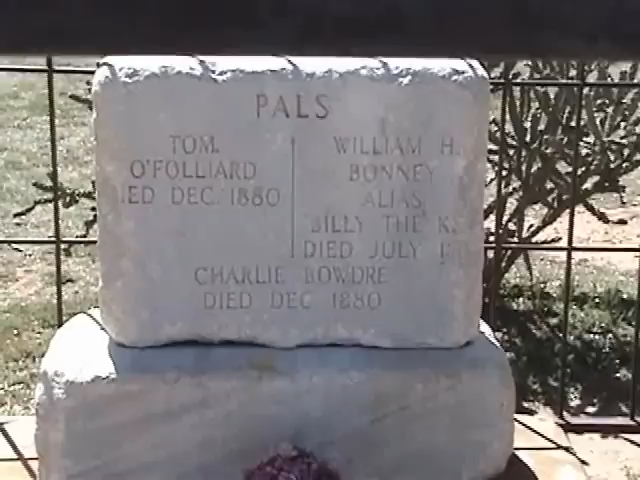 PALS
TOM.
O'FOLLIARD
IED DEC. 1880
WILLIAM H.
BONNEY
ALIAS
BILLY THE K
DIED JULY
CHARLIE BOWDRE
DIED DEC 1880